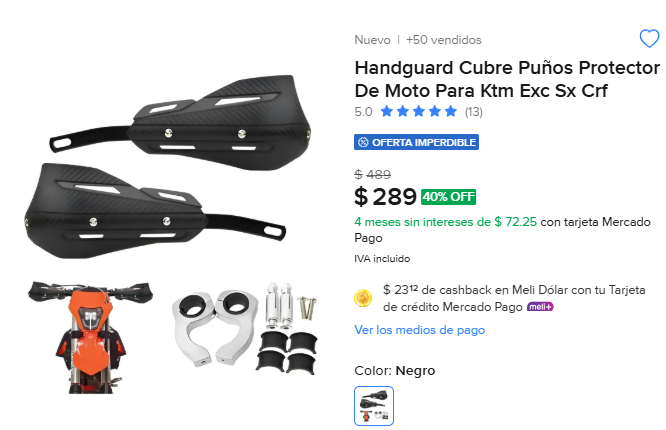 Nuevo | +50 vendidos
Handguard Cubre Puños Protector
De Moto Para Ktm Exc Sx Crf
5.0 ★★★★★ (13)
OFERTA IMPERDIBLE
$ 489
$ 289 40% OFF
4 meses sin intereses de $ 72.25 con tarjeta Mercado
Pago
IVA incluido
$ 23¹² de cashback en Meli Dólar con tu Tarjeta
de crédito Mercado Pago meli+
Ver los medios de pago
Color: Negro